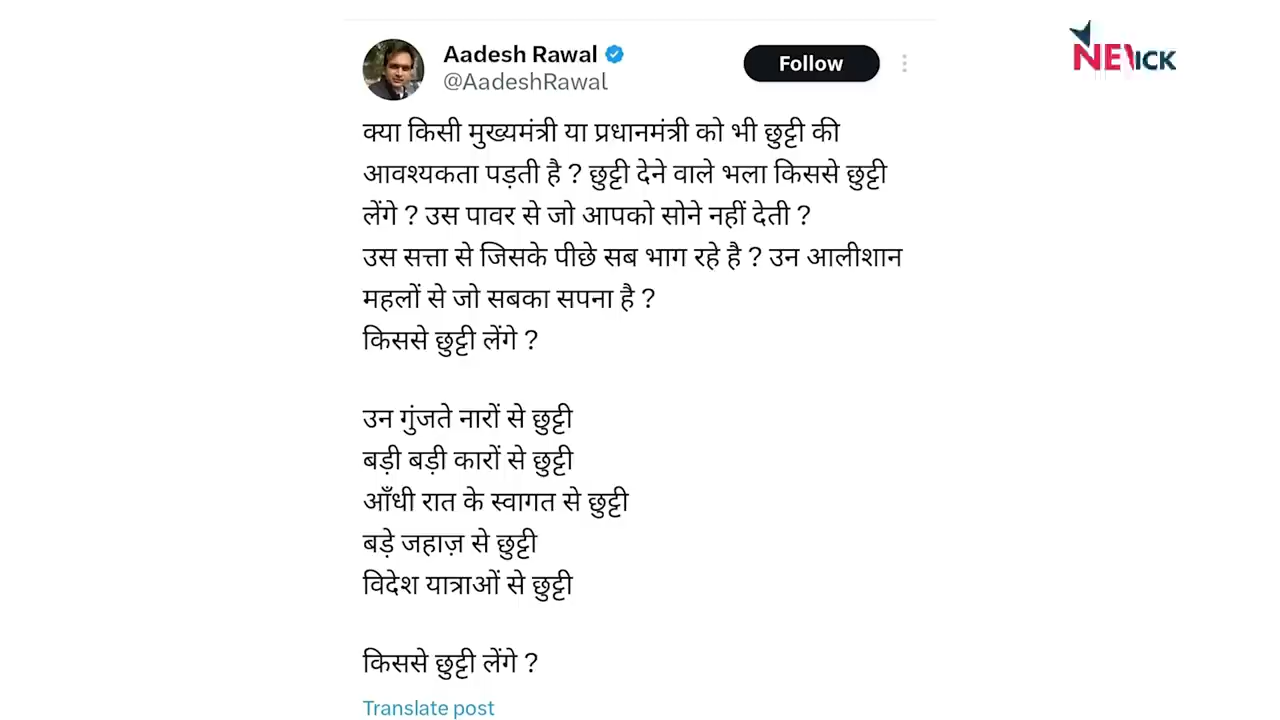 Aadesh Rawal
@AadeshRawal
Follow
NEWICK
क्या किसी मुख्यमंत्री या प्रधानमंत्री को भी छुट्टी की
आवश्यकता पड़ती है ? छुट्टी देने वाले भला किससे छुट्टी
लेंगे ? उस पावर से जो आपको सोने नहीं देती ?
उस सत्ता से जिसके पीछे सब भाग रहे है ? उन आलीशान
महलों से जो सबका सपना है ?
किससे छुट्टी लेंगे ?
उन गुंजते नारों से छुट्टी
बड़ी बड़ी कारों से छुट्टी
आँधी रात के स्वागत से छुट्टी
बड़े जहाज़ से छुट्टी
विदेश यात्राओं से छुट्टी
किससे छुट्टी लेंगे ?
Translate post